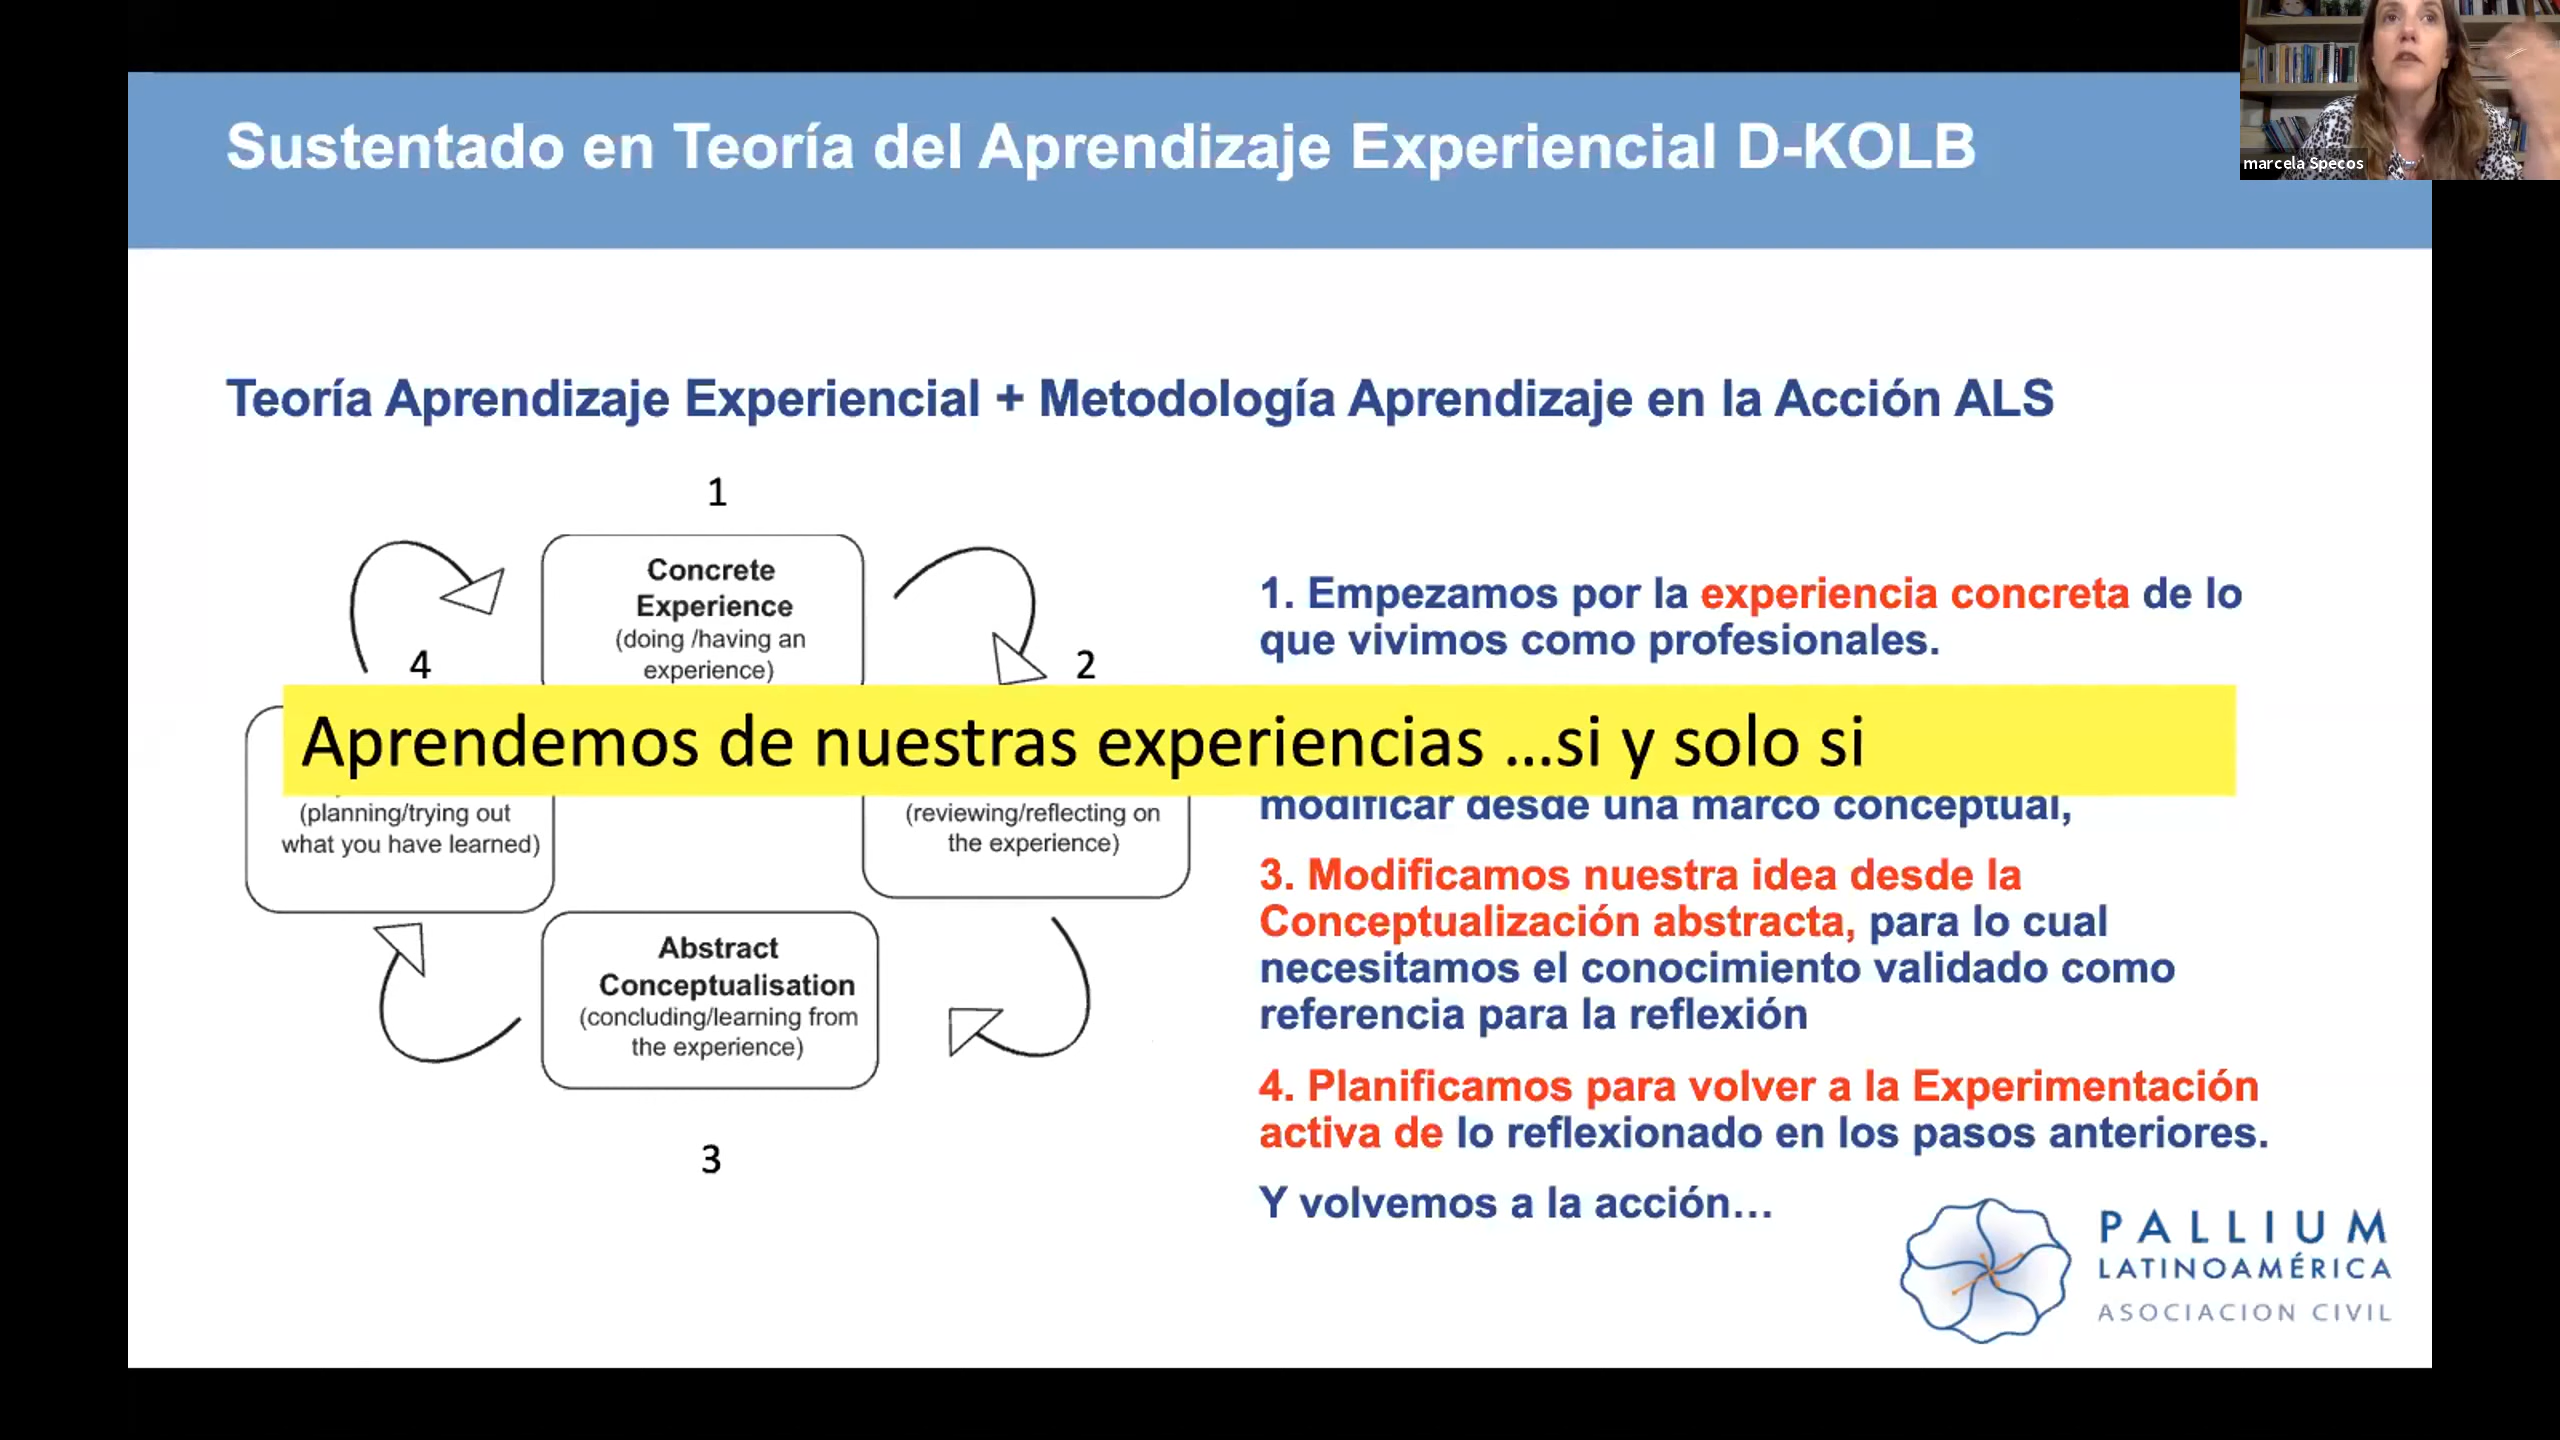 marcela Specos
Sustentado en Teoría del Aprendizaje Experiencial D-KOLB
Teoría Aprendizaje Experiencial + Metodología Aprendizaje en la Acción ALS
1
Concrete
Experience
(doing /having an
experience)
4
2
Aprendemos de nuestras experiencias ...si y solo si
(planning/trying out
what you have learned)
(reviewing/reflecting on
the experience)
Abstract
Conceptualisation
(concluding/learning from
the experience)
3
1. Empezamos por la experiencia concreta de lo
que vivimos como profesionales.
modificar desde una marco conceptual,
3. Modificamos nuestra idea desde la
Conceptualización abstracta, para lo cual
necesitamos el conocimiento validado como
referencia para la reflexión
4. Planificamos para volver a la Experimentación
activa de lo reflexionado en los pasos anteriores.
Y volvemos a la acción...
PALLIUM
LATINOAMÉRICA
ASOCIACION CIVIL